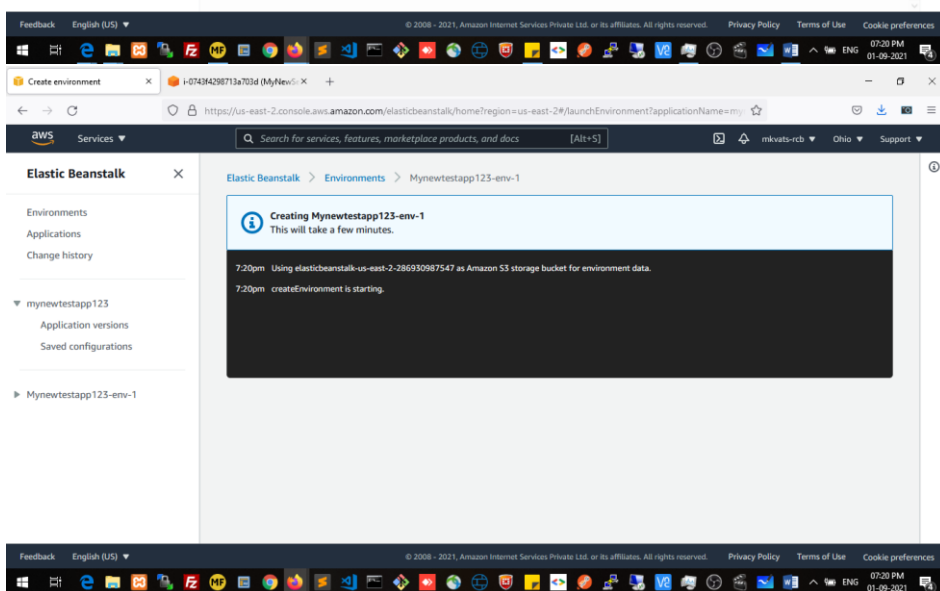 Feedback English (US) ▼ © 2008 - 2021, Amazon Internet Services Private Ltd. or its affiliates. All rights reserved. Privacy Policy Terms of Use Cookie preferences
07:20 PM
ENG
01-09-2021
Create environment × i-0743f4298713a703d (MyNewS × +
https://us-east-2.console.aws.amazon.com/elasticbeanstalk/home?region=us-east-2#/launchEnvironment?applicationName=my
aws Services ▼ Search for services, features, marketplace products, and docs [Alt+S] mkvats-rcb ▼ Ohio ▼ Support ▼
Elastic Beanstalk ×
Elastic Beanstalk > Environments > Mynewtestapp123-env-1
Environments
Applications
Change history
▼ mynewtestapp123
Application versions
Saved configurations
▶ Mynewtestapp123-env-1
Creating Mynewtestapp123-env-1
This will take a few minutes.
7:20pm Using elasticbeanstalk-us-east-2-286930987547 as Amazon S3 storage bucket for environment data.
7:20pm createEnvironment is starting.
Feedback English (US) ▼ © 2008 - 2021, Amazon Internet Services Private Ltd. or its affiliates. All rights reserved. Privacy Policy Terms of Use Cookie preferences
07:20 PM
ENG
01-09-2021